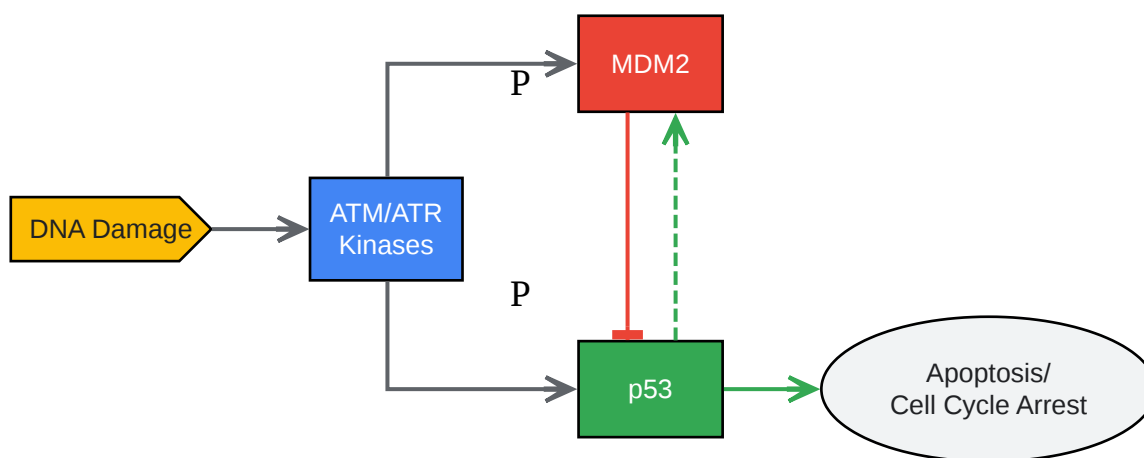 MDM2
P
DNA Damage
ATM/ATR
Kinases
P
p53
Apoptosis/
Cell Cycle Arrest